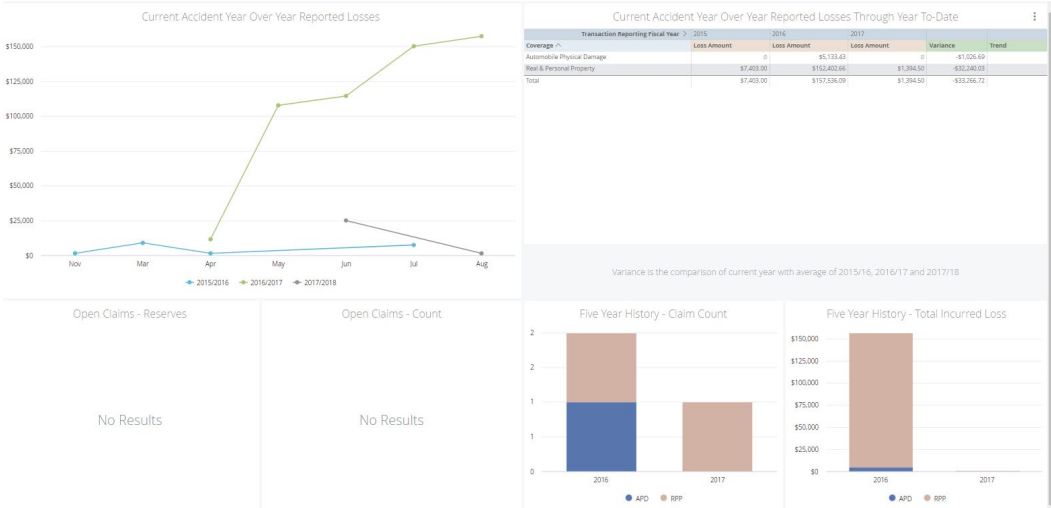 Current Accident Year Over Year Reported Losses
$150,000
$125,000
$100,000
$75,000
$50,000
$25,000
$0
Nov Mar Apr May Jun Jul Aug
2015/2016 2016/2017 2017/2018
Current Accident Year Over Year Reported Losses Through Year To-Date
Transaction Reporting Fiscal Year > 2015 2016 2017
Coverage Loss Amount Loss Amount Loss Amount Variance Trend
Automobile Physical Damage 0 $5,133.43 0 -$1,026.69
Real & Personal Property $7,403.00 $152,402.66 $1,394.50 -$32,240.03
Total $7,403.00 $157,536.09 $1,394.50 -$33,266.72
Variance is the comparison of current year with average of 2015/16, 2016/17 and 2017/18
Open Claims - Reserves
No Results
Open Claims - Count
No Results
Five Year History - Claim Count
2
2
1
1
0
2016 2017
APD RPP
Five Year History - Total Incurred Loss
$150,000
$125,000
$100,000
$75,000
$50,000
$25,000
$0
2016 2017
APD RPP